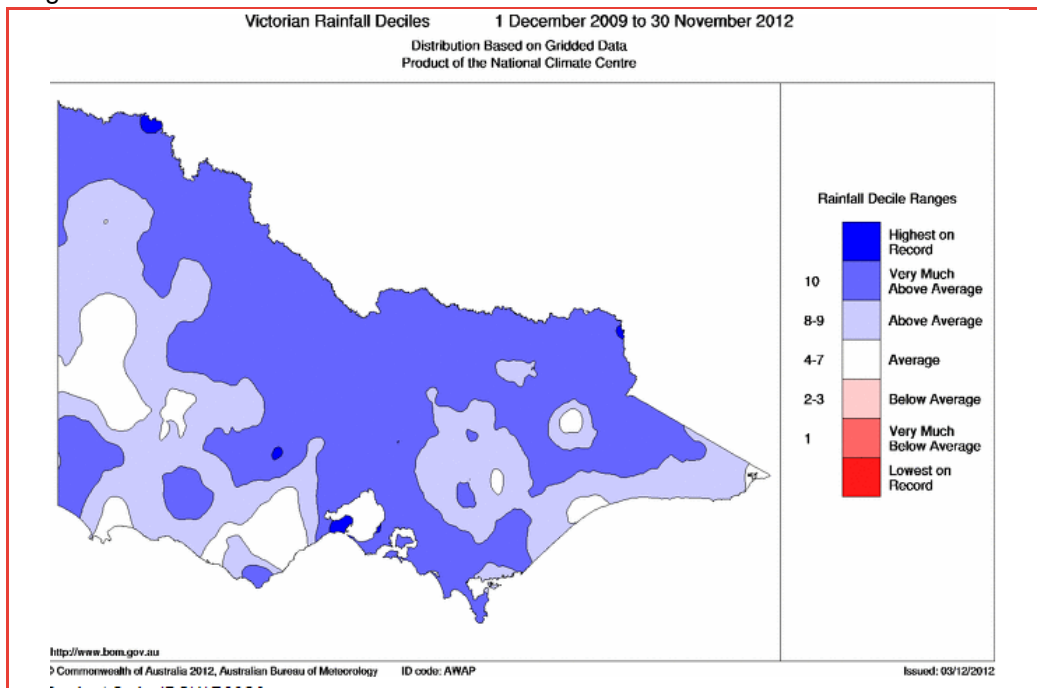 Victorian Rainfall Deciles 1 December 2009 to 30 November 2012
Distribution Based on Gridded Data
Product of the National Climate Centre
Rainfall Decile Ranges
Highest on
Record
10 Very Much
Above Average
8-9 Above Average
4-7 Average
2-3 Below Average
1 Very Much
Below Average
Lowest on
Record
http://www.bom.gov.au
© Commonwealth of Australia 2012, Australian Bureau of Meteorology ID code: AWAP Issued: 03/12/2012